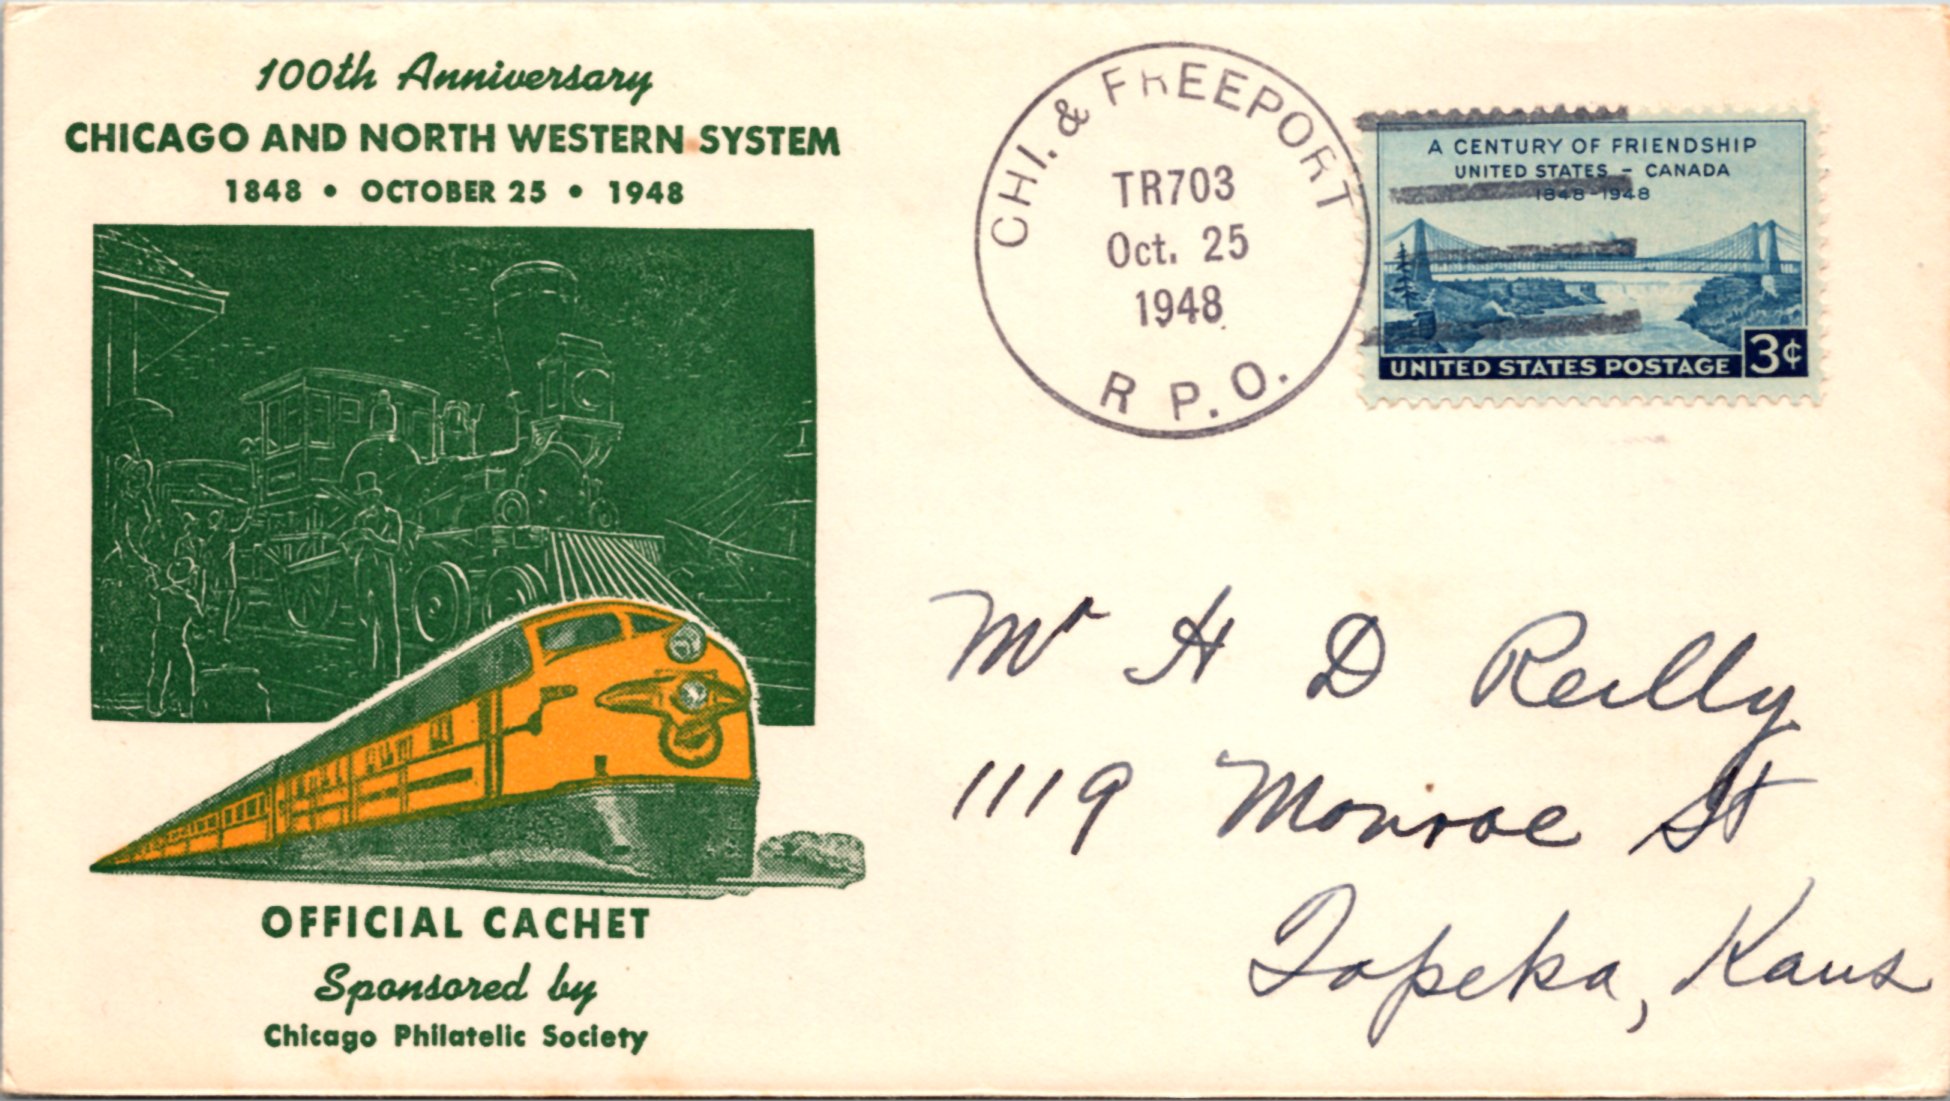 100th Anniversary
CHICAGO AND NORTH WESTERN SYSTEM
1848 • OCTOBER 25 • 1948
OFFICIAL CACHET
Sponsored by
Chicago Philatelic Society
CHI. & FREEPORT
TR703
Oct. 25
1948
R P.O.
A CENTURY OF FRIENDSHIP
UNITED STATES - CANADA
1848-1948
UNITED STATES POSTAGE 3¢
Mr H D Reilly
1119 Monroe St
Topeka, Kans